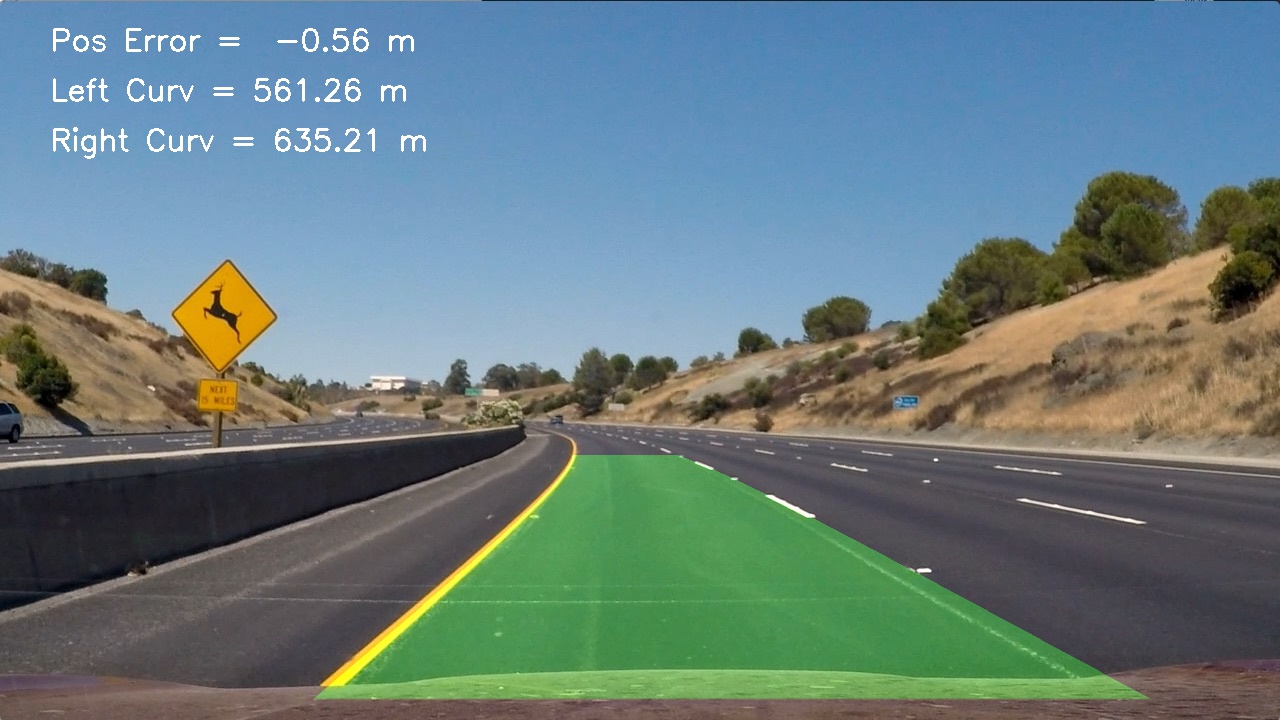 Pos Error = -0.56 m
Left Curv = 561.26 m
Right Curv = 635.21 m
NEXT
15 MILES